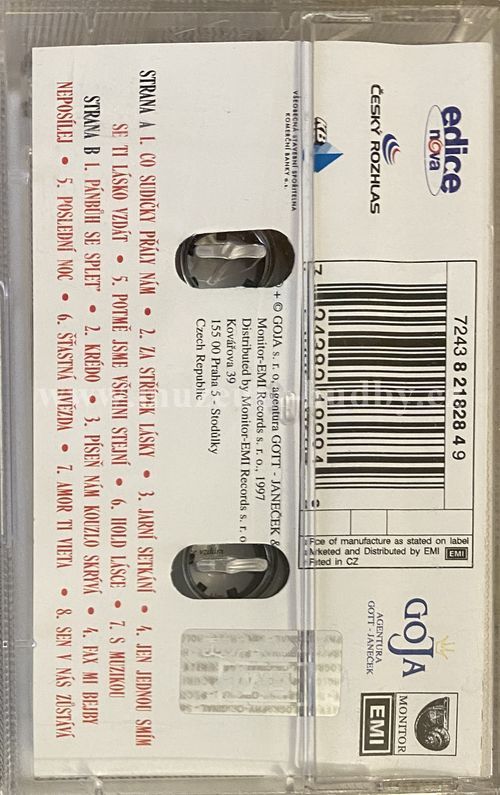 edice
nova
ČESKÝ ROZHLAS
VŠEOBECNÁ STAVEBNÍ SPOŘITELNA
KOMERČNÍ BANKY a.s.
7243 8 21828 4 9
Place of manufacture as stated on label
Marketed and Distributed by EMI EMI
Printed in CZ
GOJA
AGENTURA
GOTT - JANEČEK
MONITOR
EMI
+ © GOJA s. r. o, agentura GOTT - JANEČEK &
Monitor-EMI Records s. r. o., 1997
Distributed by Monitor-EMI Records s. r. o
Kovářova 39
155 00 Praha 5 - Stodůlky
Czech Republic
STRANA A 1. CO SUDIČKY PŘÁLY NÁM • 2. ZA STŘÍPEK LÁSKY • 3. JARNÍ SETKÁNÍ • 4. JEN JEDNOU SMÍM
SE TI LÁSKO VZDÁT • 5. POTMĚ JSME VŠICHNI STEJNÍ • 6. HOLD LÁSCE • 7. S MUZIKOU
STRANA B 1. PÁNBŮH SE SPLET' • 2. KRÉDO • 3. PÍSEŇ NÁM KOUZLO SKRÝVÁ • 4. FAX MI BEJBY
NEPOSÍLEJ • 5. POSLEDNÍ NOC • 6. ŠŤASTNÁ HVĚZDA • 7. AMOR TI VIETA • 8. SEN V NÁS ZŮSTÁVÁ